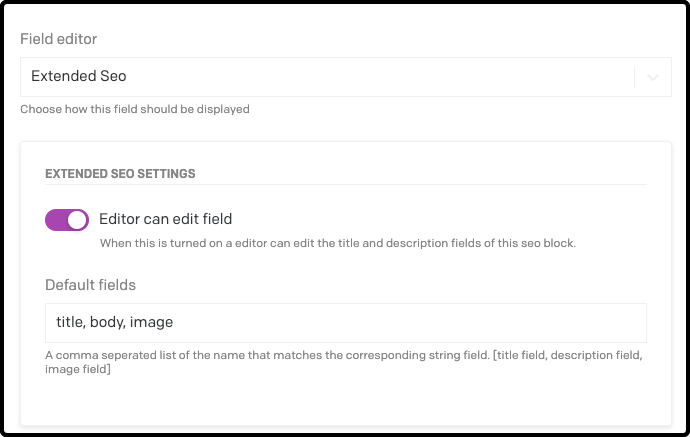 Field editor
Extended Seo
Choose how this field should be displayed
EXTENDED SEO SETTINGS
Editor can edit field
When this is turned on a editor can edit the title and description fields of this seo block.
Default fields
title, body, image
A comma seperated list of the name that matches the corresponding string field. [title field, description field,
image field]